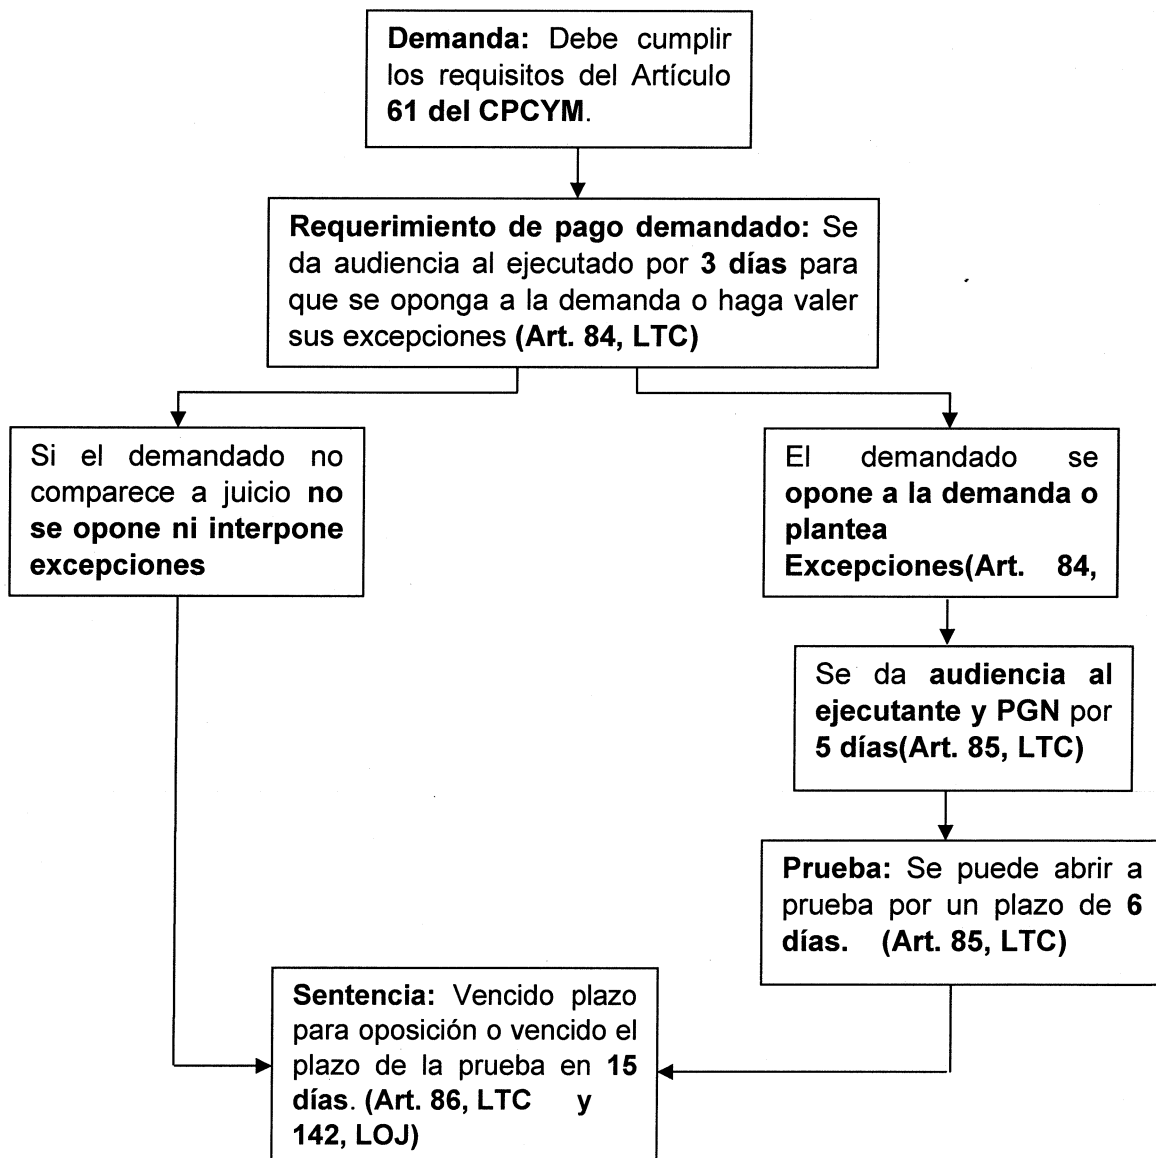 Demanda: Debe cumplir
los requisitos del Artículo
61 del CPCYM.
Requerimiento de pago demandado: Se
da audiencia al ejecutado por 3 días para
que se oponga a la demanda o haga valer
sus excepciones (Art. 84, LTC)
Si el demandado no
comparece a juicio no
se opone ni interpone
excepciones
El demandado se
opone a la demanda o
plantea
Excepciones(Art. 84,
Se da audiencia al
ejecutante y PGN por
5 días(Art. 85, LTC)
Prueba: Se puede abrir a
prueba por un plazo de 6
días. (Art. 85, LTC)
Sentencia: Vencido plazo
para oposición o vencido el
plazo de la prueba en 15
días. (Art. 86, LTC y
142, LOJ)